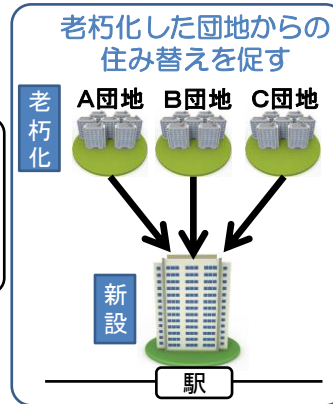 老朽化した団地からの
住み替えを促す
老朽化
A団地 B団地 C団地
新設
駅